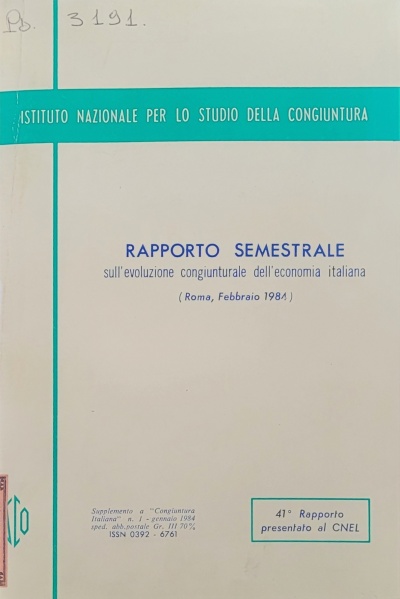 Pb. 3191.
ISTITUTO NAZIONALE PER LO STUDIO DELLA CONGIUNTURA
RAPPORTO SEMESTRALE
sull'evoluzione congiunturale dell'economia italiana
(Roma, Febbraio 1984)
Supplemento a "Congiuntura
Italiana" n. 1 - gennaio 1984
sped. abb. postale Gr. III 70%
ISSN 0392 - 6761
41° Rapporto
presentato al CNEL